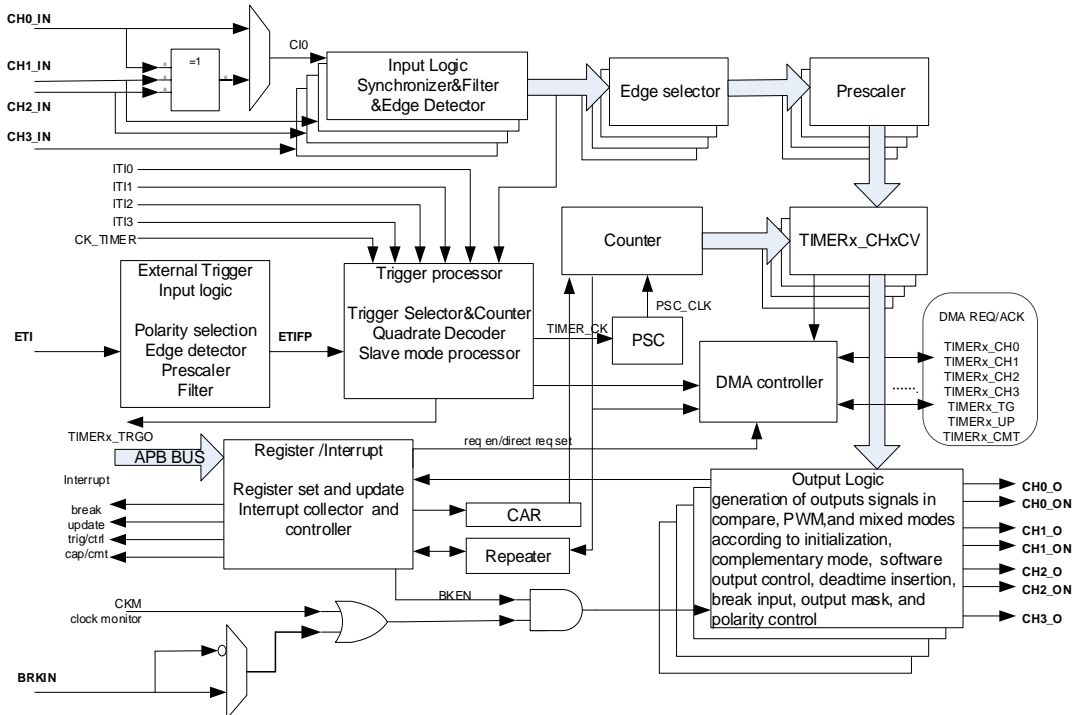 CH0_IN
CH1_IN
CH2_IN
CH3_IN
=1
CI0
Input Logic
Synchronizer&Filter
&Edge Detector
Edge selector
Prescaler
ITI0
ITI1
ITI2
ITI3
CK_TIMER
External Trigger
Input logic
Polarity selection
Edge detector
Prescaler
Filter
ETI
ETIFP
Trigger processor
Trigger Selector&Counter
Quadrate Decoder
Slave mode processor
Counter
TIMERx_CHxCV
TIMER_CK
PSC_CLK
PSC
DMA controller
DMA REQ/ACK
TIMERx_CH0
TIMERx_CH1
TIMERx_CH2
TIMERx_CH3
TIMERx_TG
TIMERx_UP
TIMERx_CMT
.......
TIMERx_TRGO
APB BUS
Interrupt
break
update
trig/ctrl
cap/cmt
Register /Interrupt
Register set and update
Interrupt collector and
controller
req en/direct req set
CAR
Repeater
BKEN
CKM
clock monitor
BRKIN
Output Logic
generation of outputs signals in
compare, PWM,and mixed modes
according to initialization,
complementary mode, software
output control, deadtime insertion,
break input, output mask, and
polarity control
CH0_O
CH0_ON
CH1_O
CH1_ON
CH2_O
CH2_ON
CH3_O